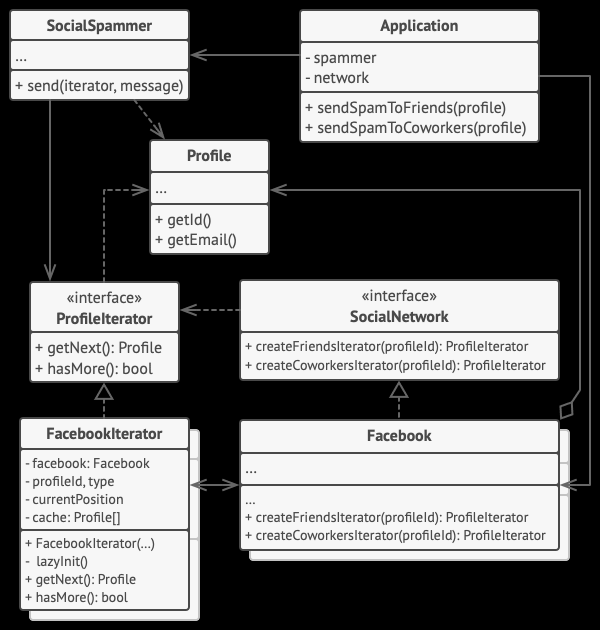 SocialSpammer
...
+ send(iterator, message)
Application
- spammer
- network
+ sendSpamToFriends(profile)
+ sendSpamToCoworkers(profile)
Profile
...
+ getId()
+ getEmail()
«interface»
ProfileIterator
+ getNext(): Profile
+ hasMore(): bool
«interface»
SocialNetwork
+ createFriendsIterator(profileId): ProfileIterator
+ createCoworkersIterator(profileId): ProfileIterator
FacebookIterator
- facebook: Facebook
- profileId, type
- currentPosition
- cache: Profile[]
+ FacebookIterator(...)
- lazyInit()
+ getNext(): Profile
+ hasMore(): bool
Facebook
...
...
+ createFriendsIterator(profileId): ProfileIterator
+ createCoworkersIterator(profileId): ProfileIterator